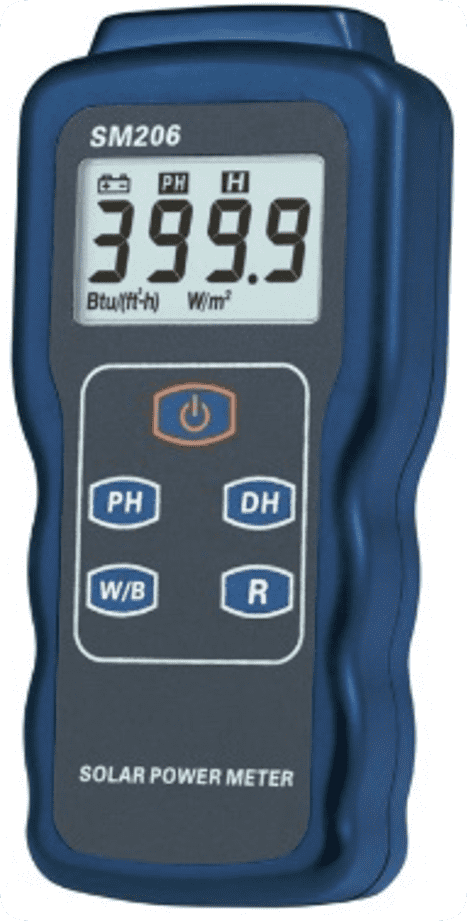 SM206
PH H
399.9
Btu/(ft²·h) W/m²
PH DH
W/B R
SOLAR POWER METER